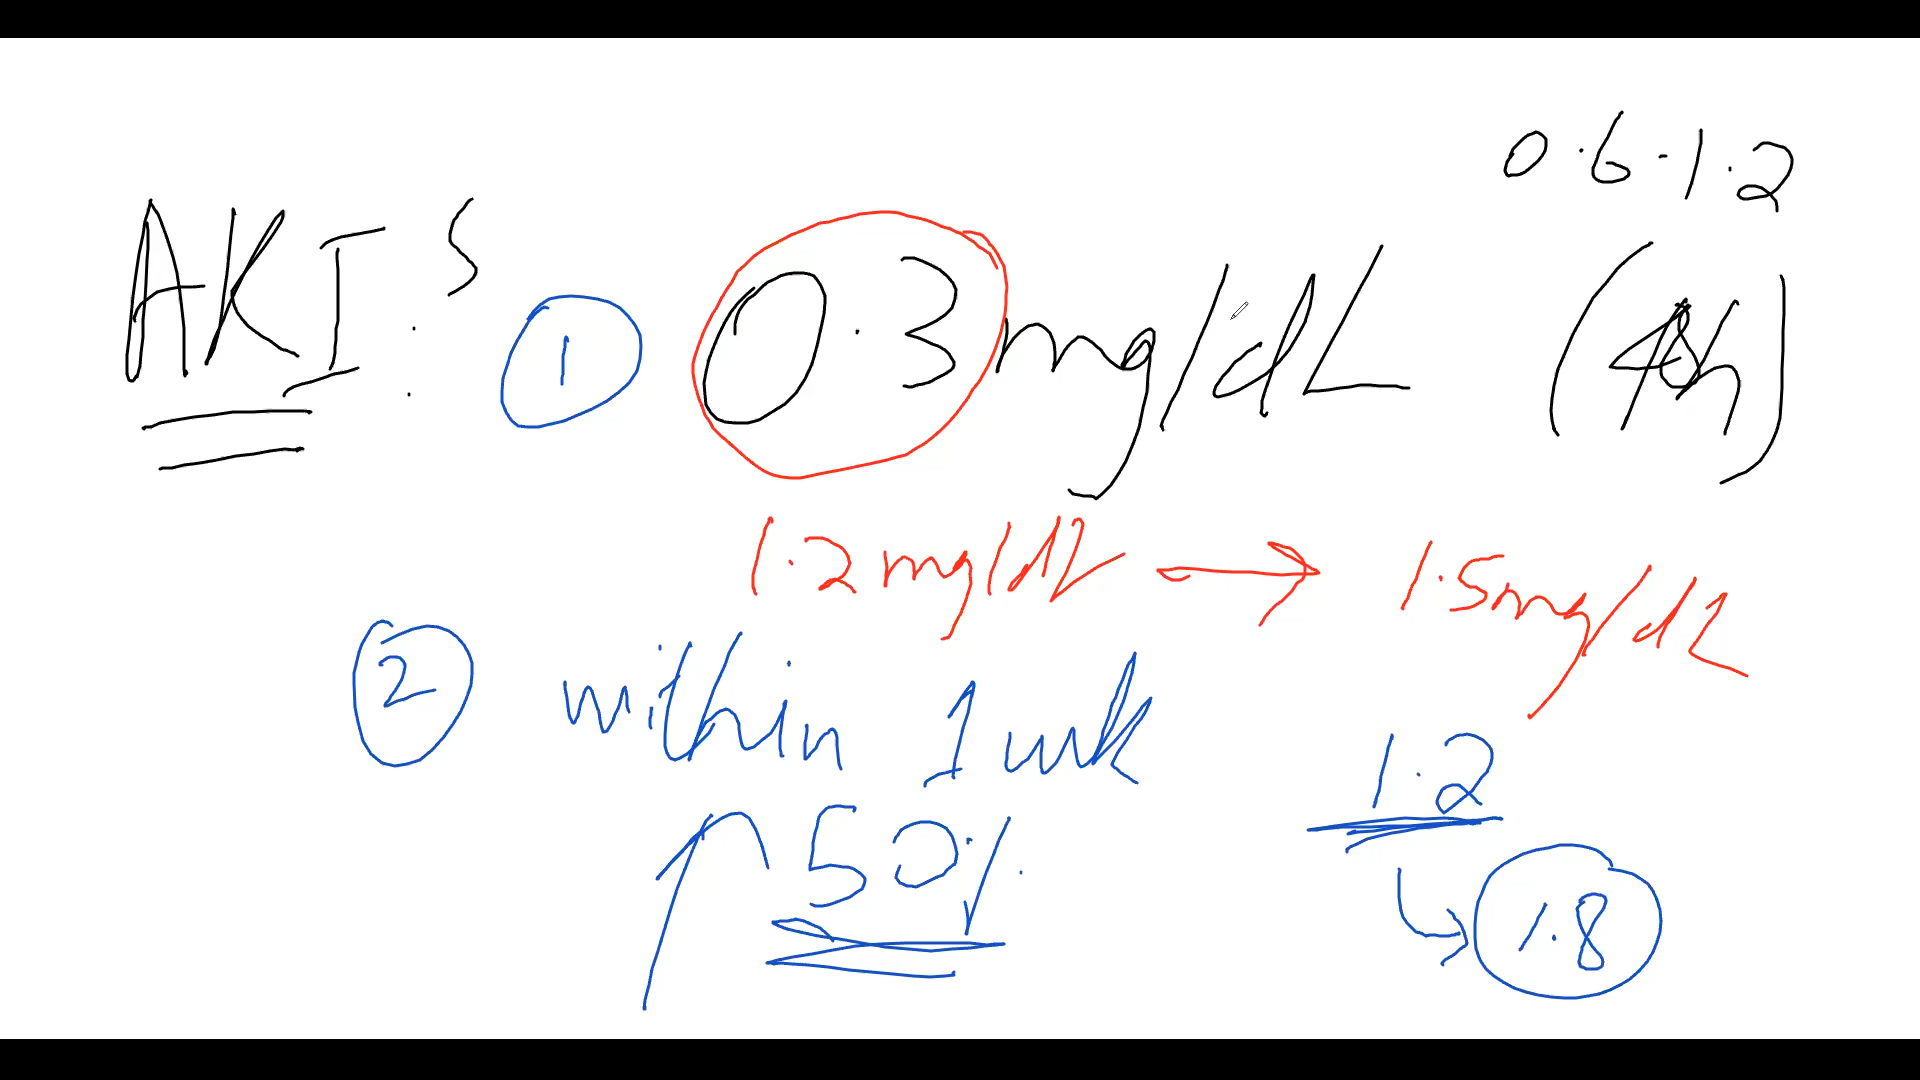 0.6-1.2
AKI: s
1 0.3mg/dL (48h)
1.2mg/dL → 1.5mg/dL
2 within 1wk
1.2
↑ 50%.
1.8